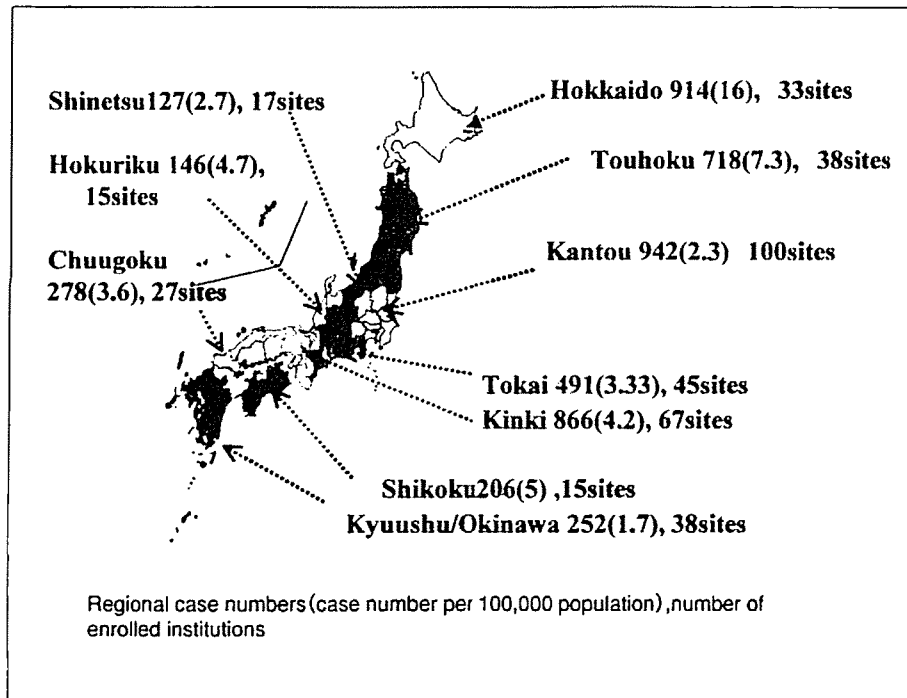 Shinetsu127(2.7), 17sites
Hokkaido 914(16), 33sites
Hokuriku 146(4.7),
15sites
Touhoku 718(7.3), 38sites
Chuugoku
278(3.6), 27sites
Kantou 942(2.3) 100sites
Tokai 491(3.33), 45sites
Kinki 866(4.2), 67sites
Shikoku206(5) ,15sites
Kyuushu/Okinawa 252(1.7), 38sites
Regional case numbers(case number per 100,000 population),number of
enrolled institutions